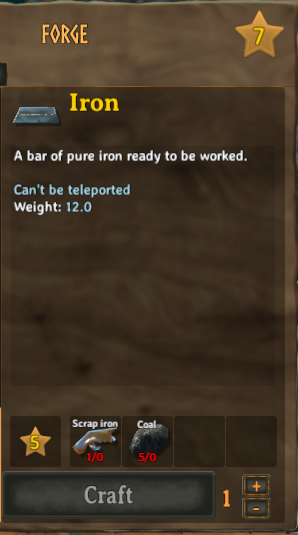 FORGE
7
Iron
A bar of pure iron ready to be worked.
Can't be teleported
Weight: 12.0
5
Scrap iron
1/0
Coal
5/0
Craft
1
+
-